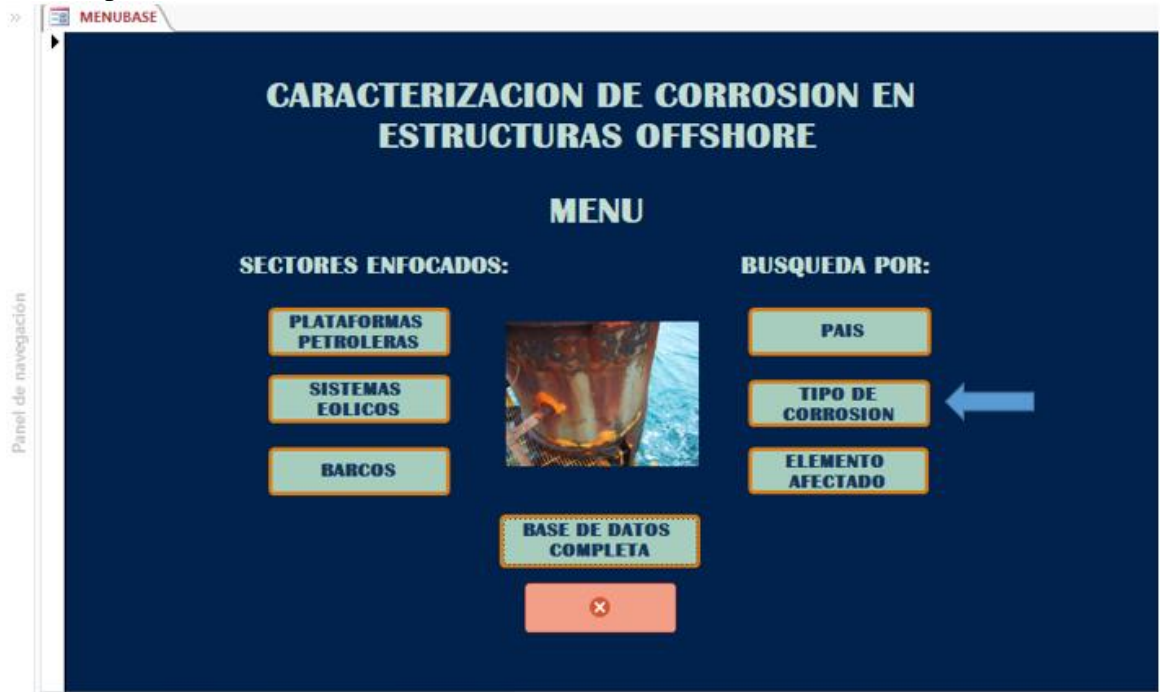 MENUBASE
CARACTERIZACION DE CORROSION EN
ESTRUCTURAS OFFSHORE
MENU
SECTORES ENFOCADOS:
BUSQUEDA POR:
PLATAFORMAS
PETROLERAS
PAIS
SISTEMAS
EOLICOS
TIPO DE
CORROSION
BARCOS
ELEMENTO
AFECTADO
BASE DE DATOS
COMPLETA
Panel de navegación